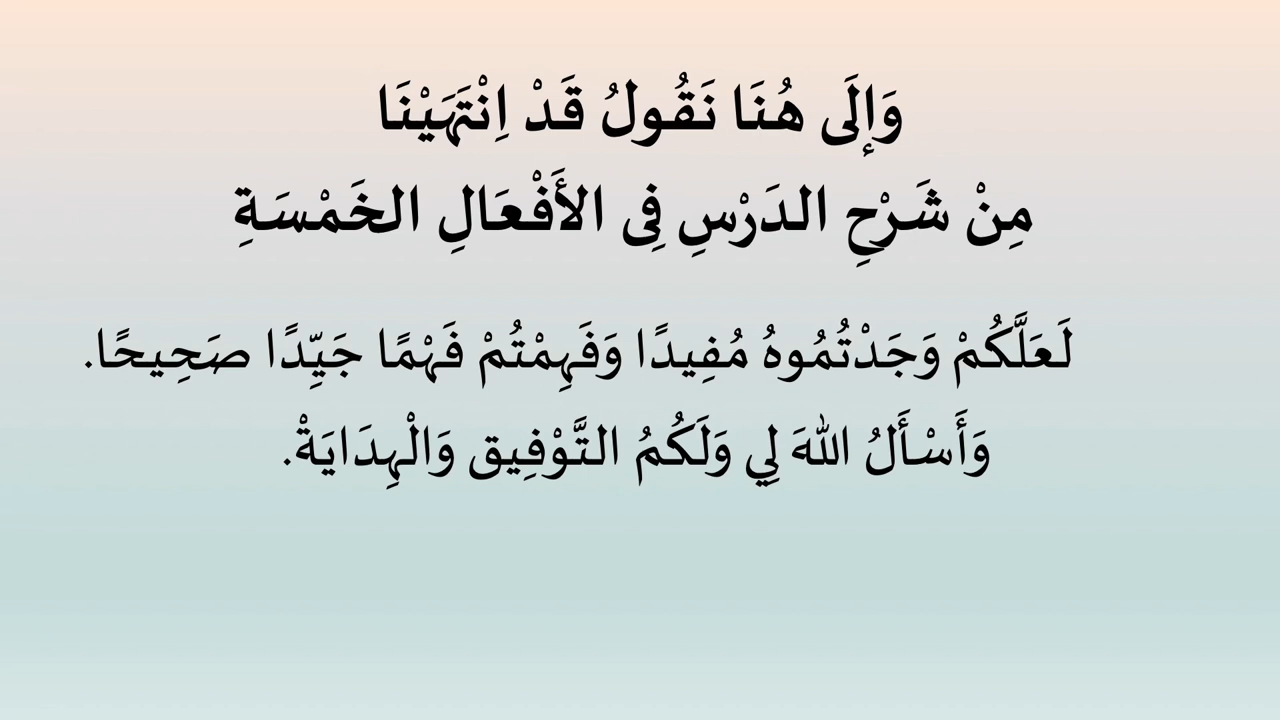 وَإِلَى هُنَا نَقُولُ قَدْ اِنْتَهَيْنَا
مِنْ شَرْحِ الدَرْسِ فِى الأَفْعَالِ الخَمْسَةِ
لَعَلَّكُمْ وَجَدْتُمُوهُ مُفِيدًا وَفَهِمْتُمْ فَهْمًا جَيِّدًا صَحِيحًا.
وَأَسْأَلُ اللهَ لِي وَلَكُمُ التَّوْفِيق وَالْهِدَايَةْ.